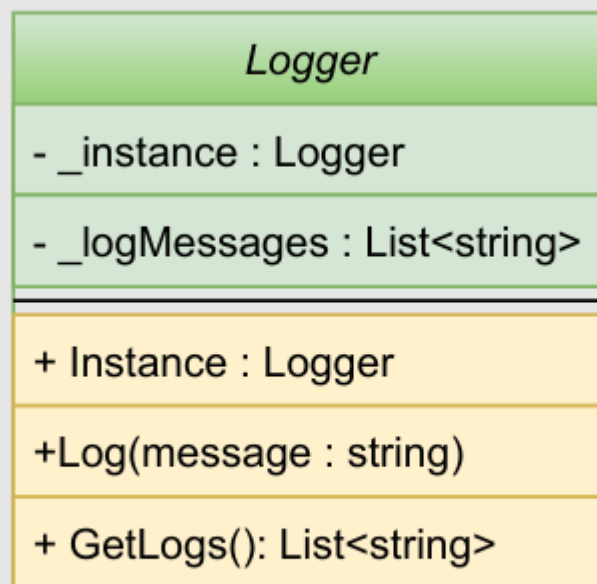 Logger
- _instance : Logger
- _logMessages : List<string>
+ Instance : Logger
+Log(message : string)
+ GetLogs(): List<string>